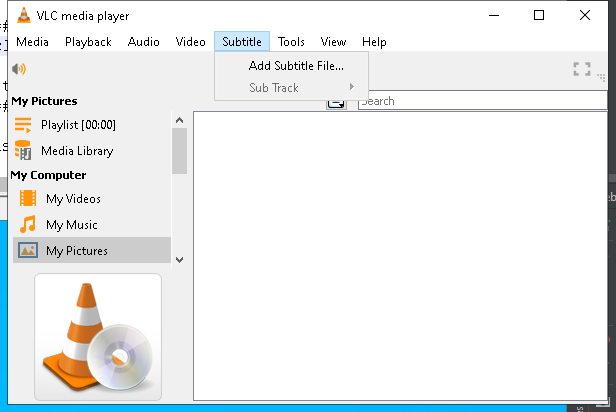 VLC media player
Media Playback Audio Video Subtitle Tools View Help
Add Subtitle File...
Sub Track
My Pictures
Search
Playlist [00:00]
Media Library
My Computer
My Videos
My Music
My Pictures